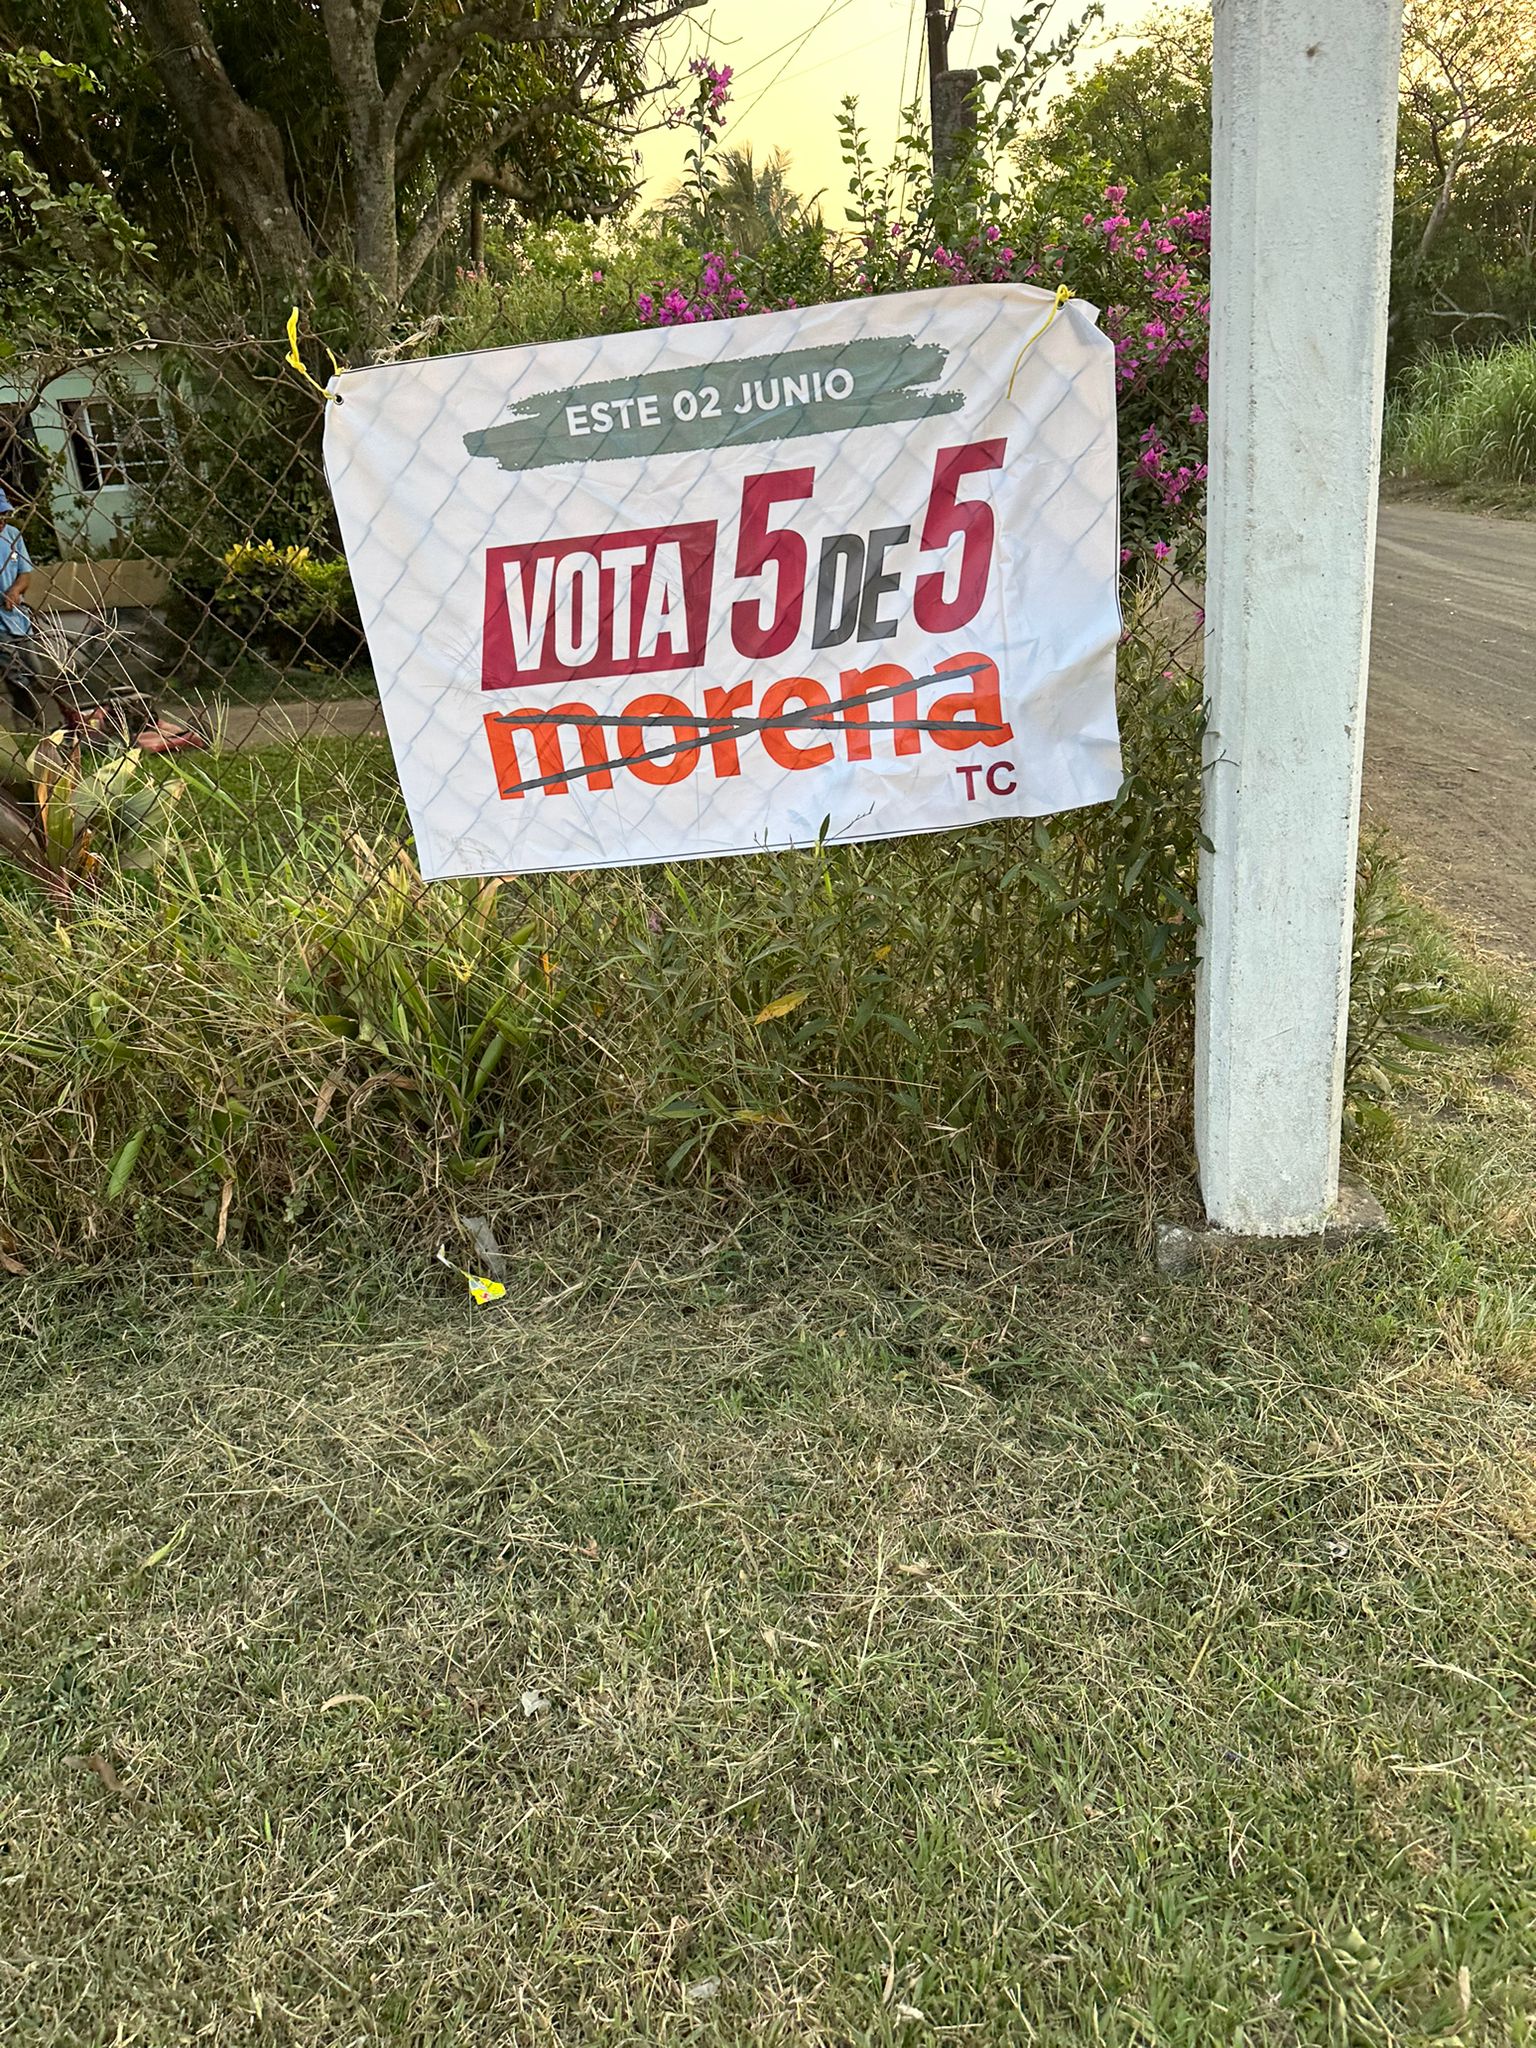 ESTE 02 JUNIO
VOTA 5 DE 5
morena
TC